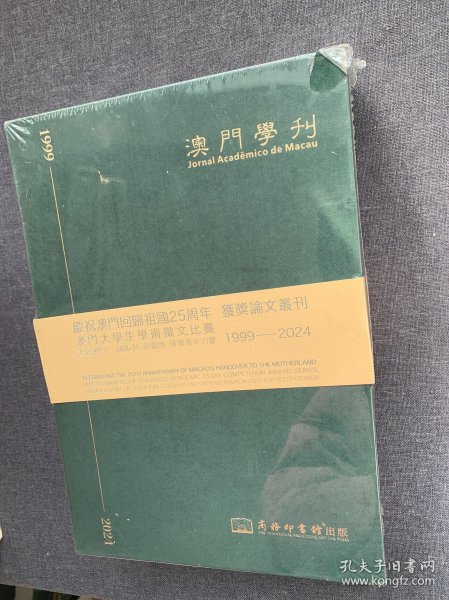 1999
澳門學刊
Jornal Académico de Macau
慶祝澳門回歸祖國25周年 獲獎論文叢刊
澳門大學生學術徵文比賽
1999——2024
CELEBRATING THE 25TH ANNIVERSARY OF MACAO'S HANDOVER TO THE MOTHERLAND
2024
商務印書館出版
孔夫子旧书网
www.kongfz.com